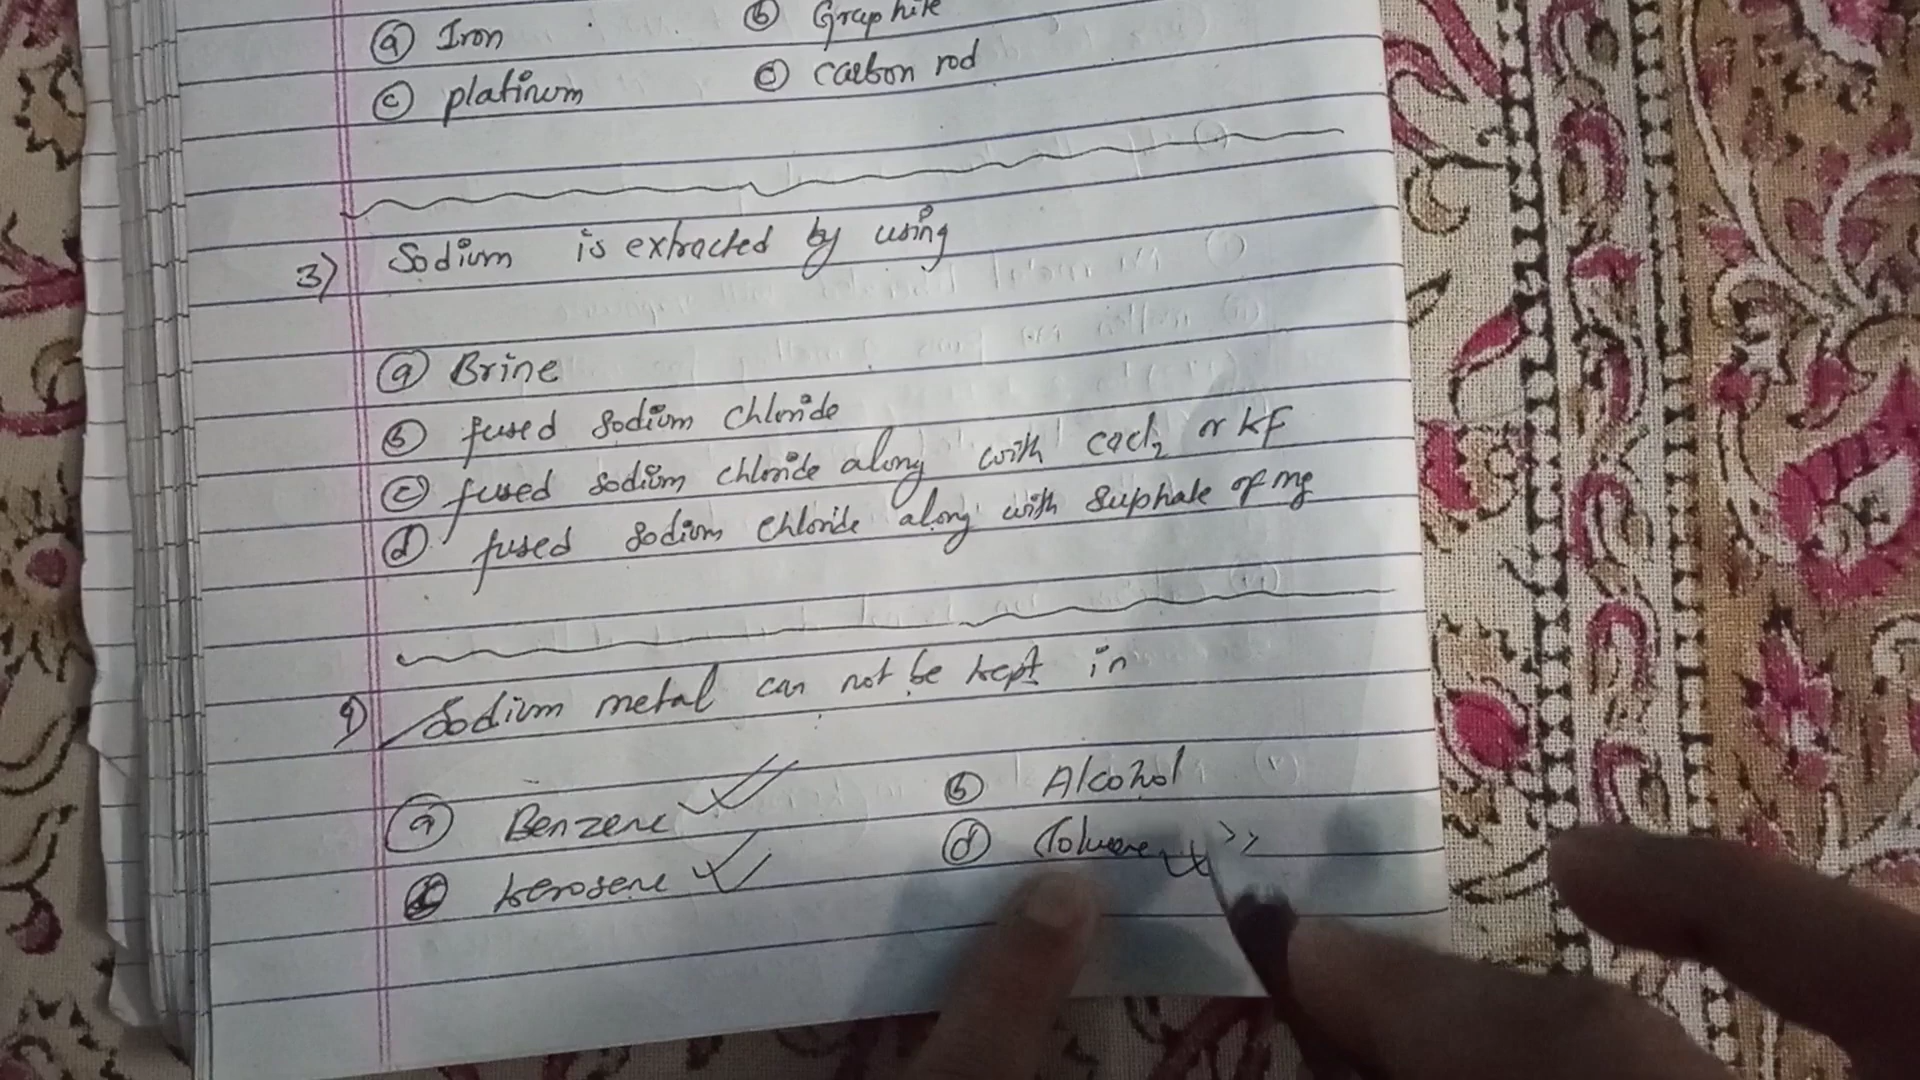 (a) Iron (b) Graphite
(c) platinum (d) carbon rod
3) Sodium is extracted by using
(a) Brine
(b) fused sodium chloride
(c) fused sodium chloride along with cacl2 or KF
(d) fused sodium chloride along with suphate of mg
Sodium metal can not be kept in
(a) Benzene (b) Alcohol
(c) kerosene (d) Toluene